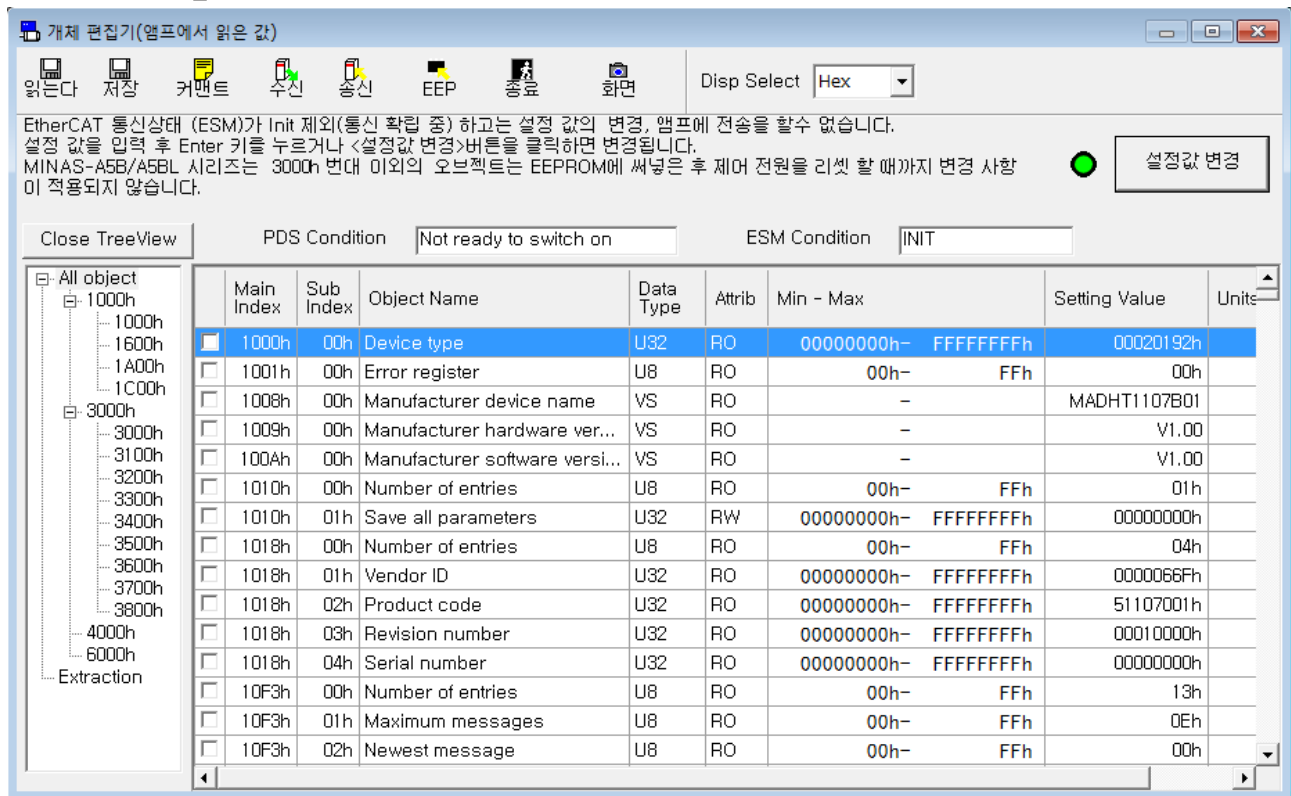 개체 편집기(앰프에서 읽은 값)
읽는다 저장 커맨트 수신 송신 EEP 종료 화면 Disp Select Hex
EtherCAT 통신상태 (ESM)가 Init 제외(통신 확립 중) 하고는 설정 값의 변경, 앰프에 전송을 할수 없습니다.
설정 값을 입력 후 Enter 키를 누르거나 <설정값 변경>버튼을 클릭하면 변경됩니다.
MINAS-A5B/A5BL 시리즈는 3000h 번대 이외의 오브젝트는 EEPROM에 써넣은 후 제어 전원을 리셋 할 때까지 변경 사항
이 적용되지 않습니다.
설정값 변경
Close TreeView PDS Condition Not ready to switch on ESM Condition INIT
All object
1000h
1000h
1600h
1A00h
1C00h
3000h
3000h
3100h
3200h
3300h
3400h
3500h
3600h
3700h
3800h
4000h
6000h
Extraction
Main Index Sub Index Object Name Data Type Attrib Min - Max Setting Value Units
1000h 00h Device type U32 RO 00000000h- FFFFFFFFh 00020192h
1001h 00h Error register U8 RO 00h- FFh 00h
1008h 00h Manufacturer device name VS RO - MADHT1107B01
1009h 00h Manufacturer hardware ver... VS RO - V1.00
100Ah 00h Manufacturer software versi... VS RO - V1.00
1010h 00h Number of entries U8 RO 00h- FFh 01h
1010h 01h Save all parameters U32 RW 00000000h- FFFFFFFFh 00000000h
1018h 00h Number of entries U8 RO 00h- FFh 04h
1018h 01h Vendor ID U32 RO 00000000h- FFFFFFFFh 0000066Fh
1018h 02h Product code U32 RO 00000000h- FFFFFFFFh 51107001h
1018h 03h Revision number U32 RO 00000000h- FFFFFFFFh 00010000h
1018h 04h Serial number U32 RO 00000000h- FFFFFFFFh 00000000h
10F3h 00h Number of entries U8 RO 00h- FFh 13h
10F3h 01h Maximum messages U8 RO 00h- FFh 0Eh
10F3h 02h Newest message U8 RO 00h- FFh 00h